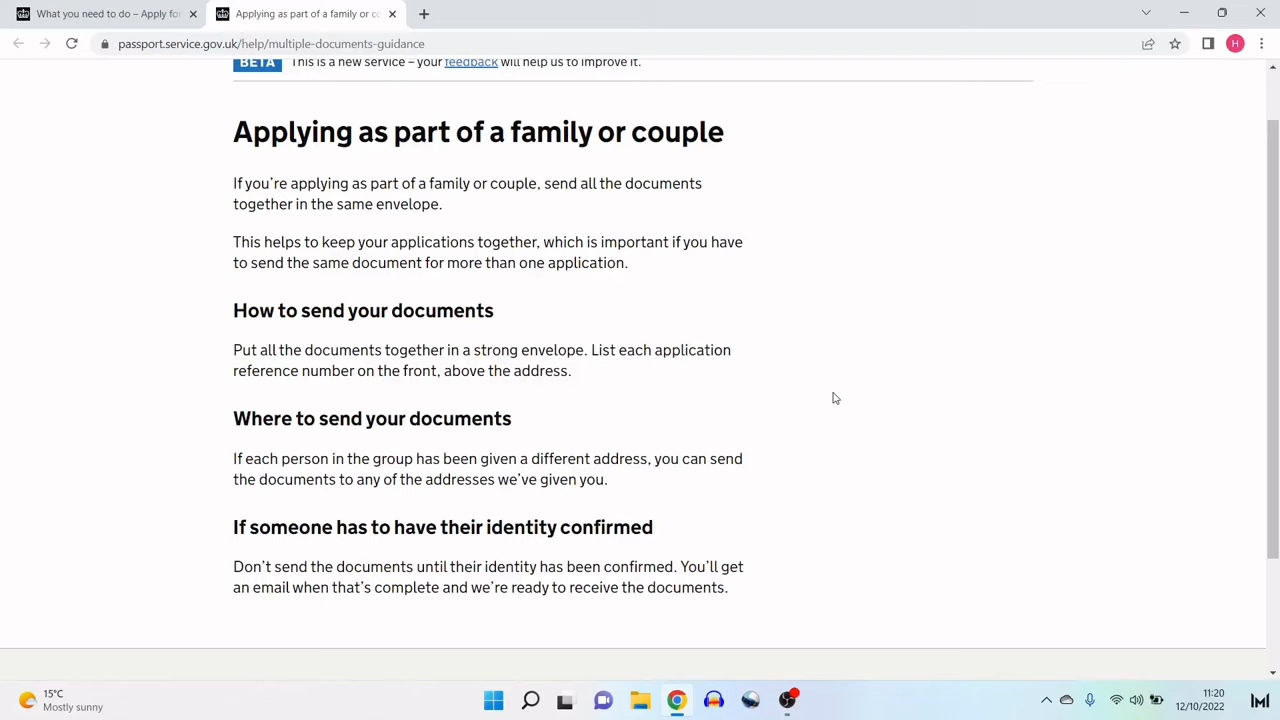 What you need to do – Apply fo
Applying as part of a family or co
passport.service.gov.uk/help/multiple-documents-guidance
H
BETA This is a new service – your feedback will help us to improve it.
Applying as part of a family or couple
If you're applying as part of a family or couple, send all the documents
together in the same envelope.
This helps to keep your applications together, which is important if you have
to send the same document for more than one application.
How to send your documents
Put all the documents together in a strong envelope. List each application
reference number on the front, above the address.
Where to send your documents
If each person in the group has been given a different address, you can send
the documents to any of the addresses we've given you.
If someone has to have their identity confirmed
Don't send the documents until their identity has been confirmed. You'll get
an email when that's complete and we're ready to receive the documents.
15°C
Mostly sunny
11:20
12/10/2022